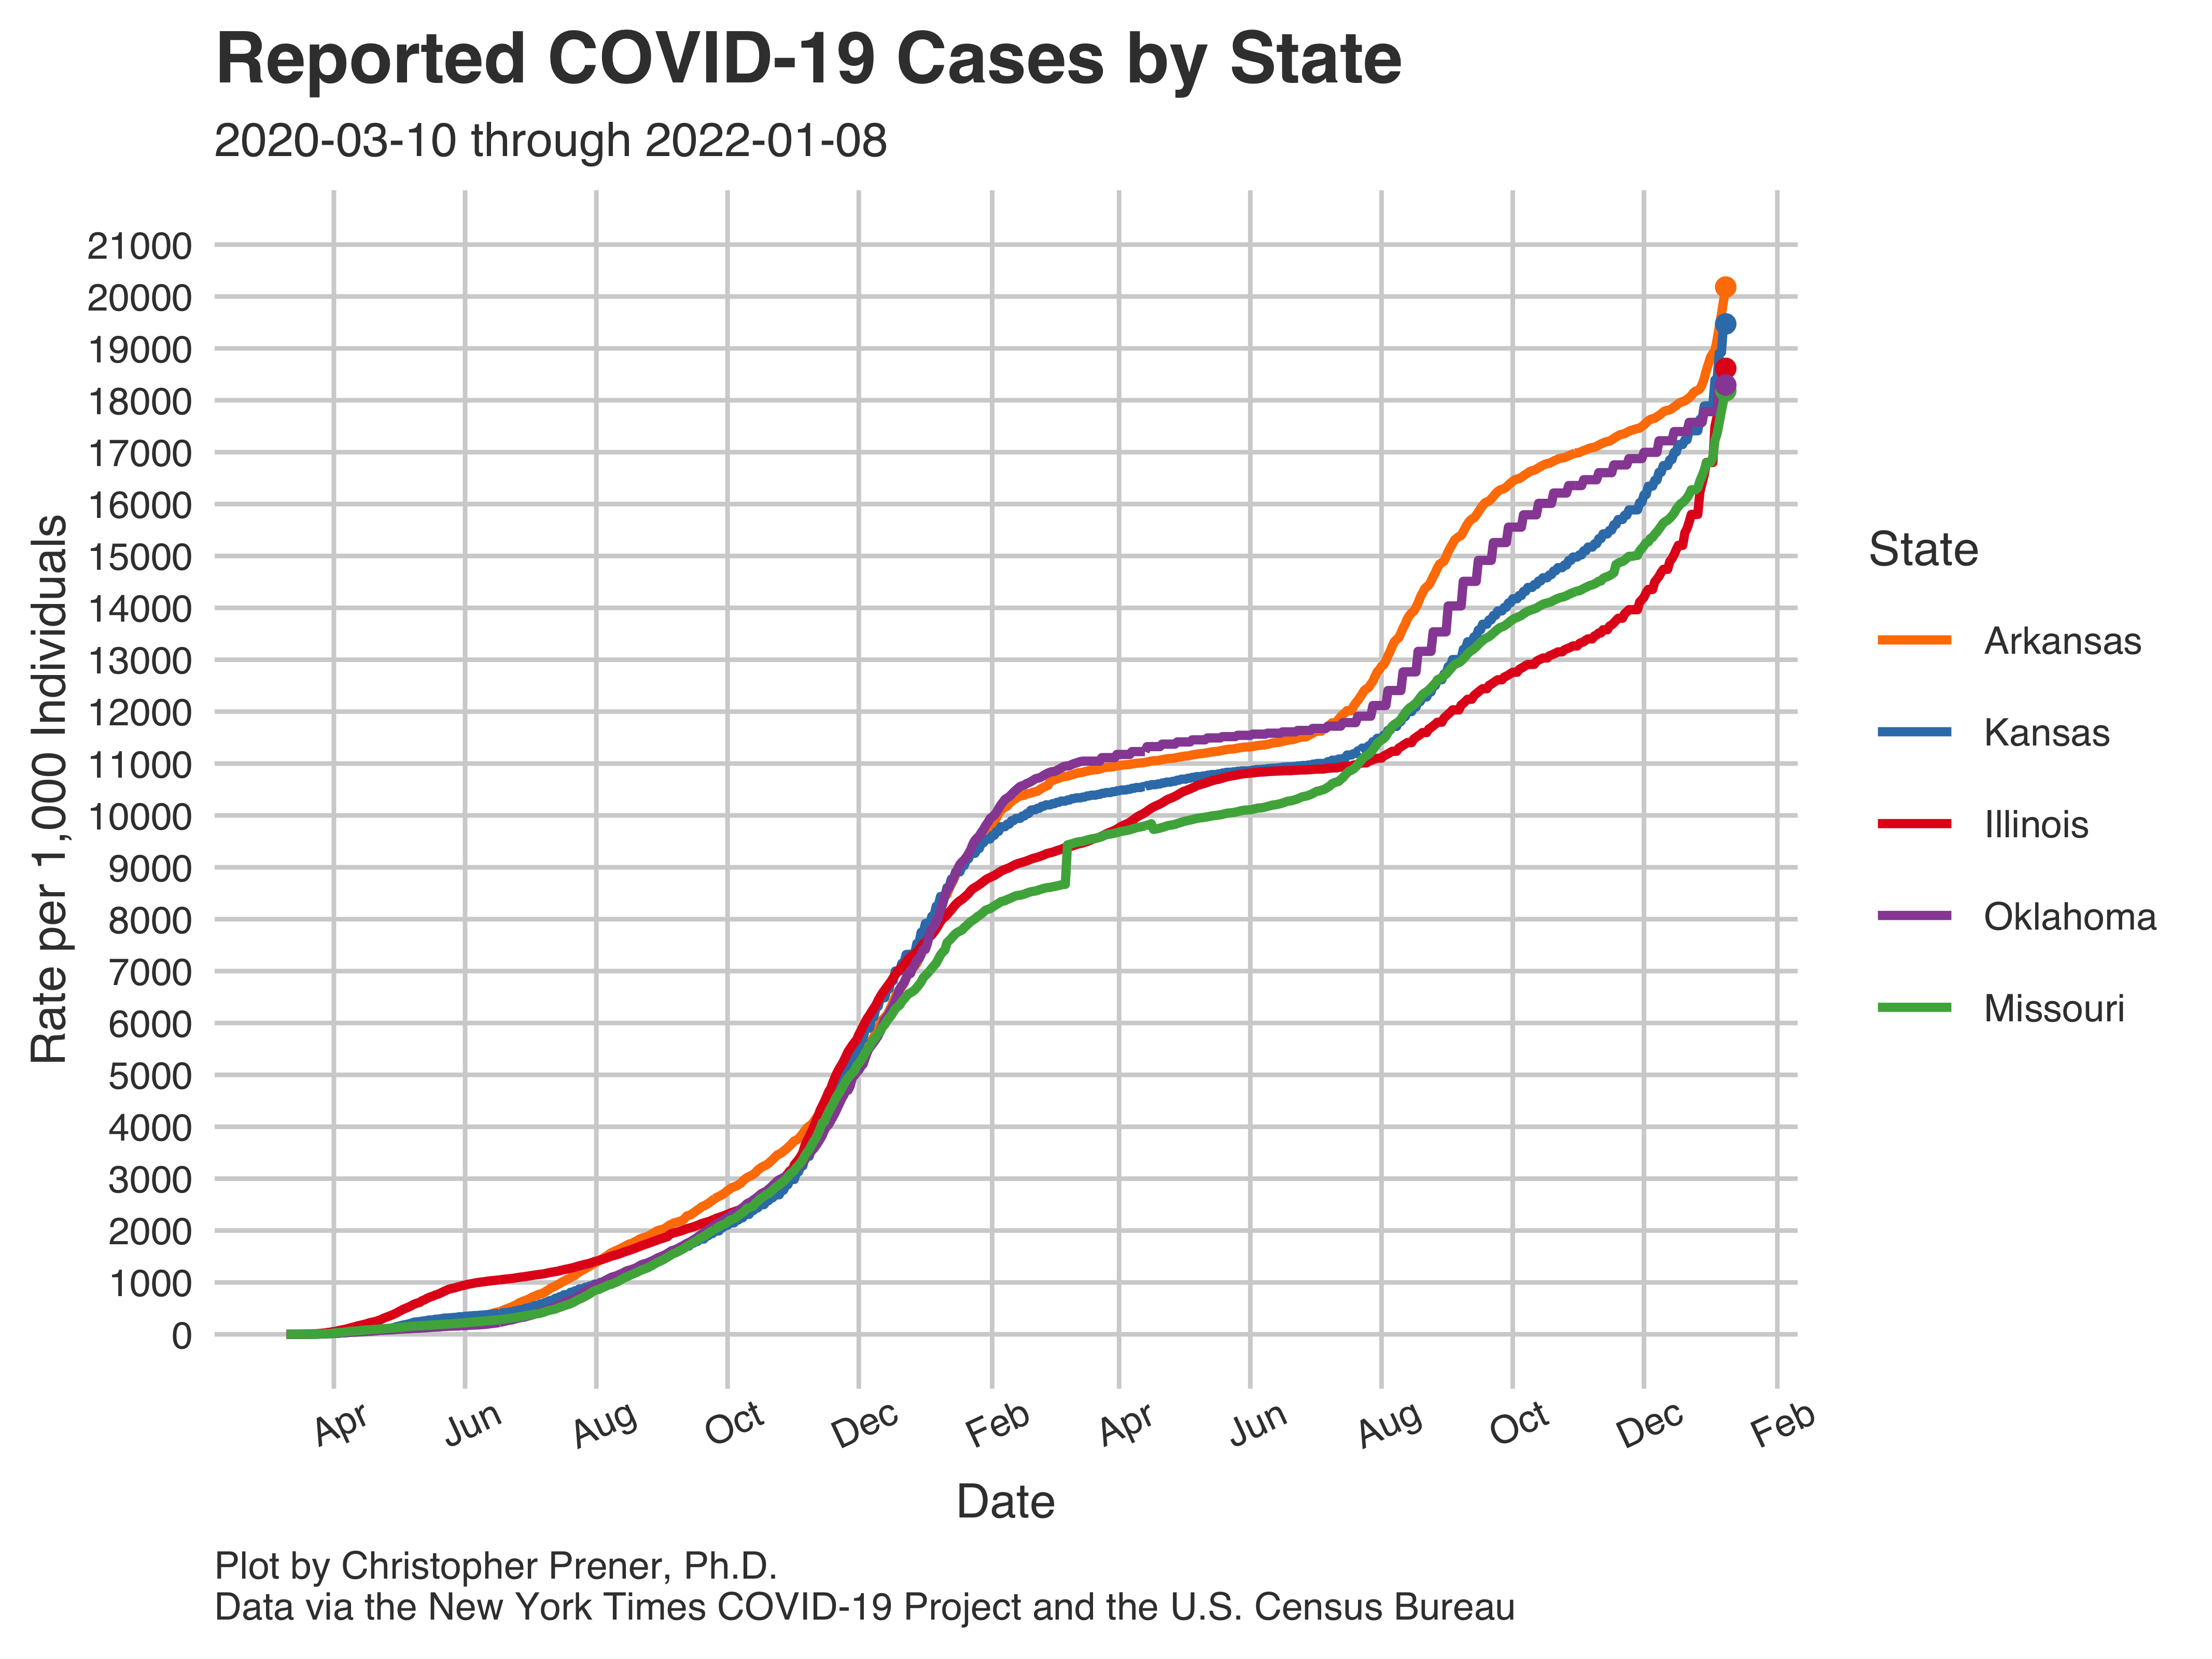 Reported COVID-19 Cases by State
2020-03-10 through 2022-01-08
21000
20000
19000
18000
17000
16000
15000
14000
13000
12000
11000
10000
9000
8000
7000
6000
5000
4000
3000
2000
1000
0
Rate per 1,000 Individuals
Apr
Jun
Aug
Oct
Dec
Feb
Apr
Jun
Aug
Oct
Dec
Feb
Date
State
Arkansas
Kansas
Illinois
Oklahoma
Missouri
Plot by Christopher Prener, Ph.D.
Data via the New York Times COVID-19 Project and the U.S. Census Bureau